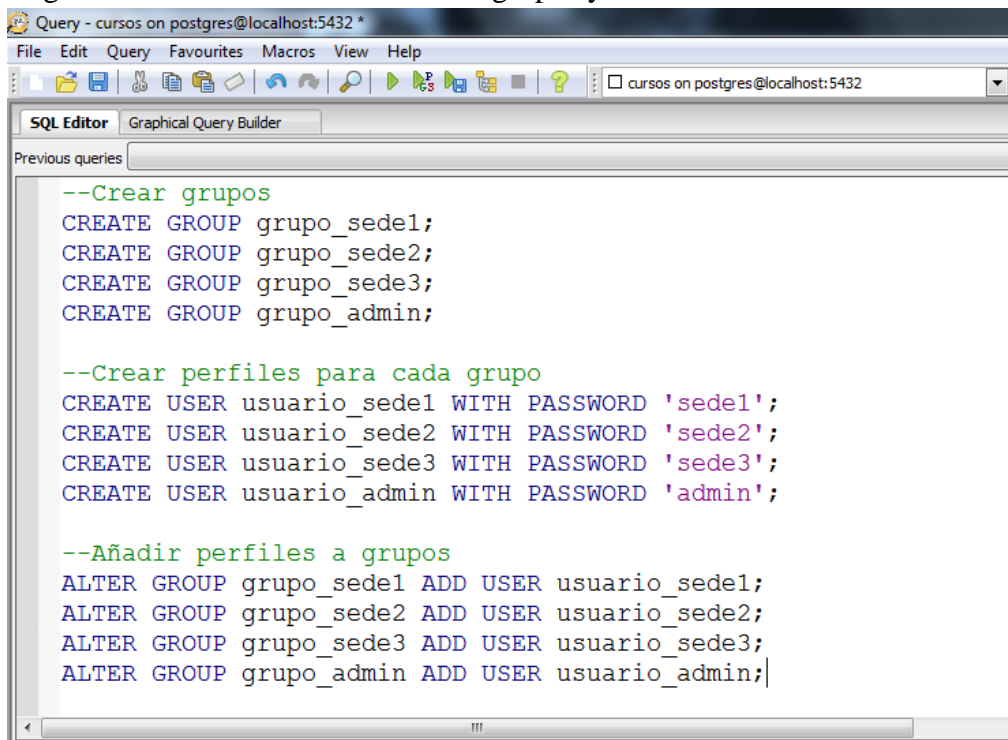 Query - cursos on postgres@localhost:5432 *
File Edit Query Favourites Macros View Help
cursos on postgres@localhost:5432
SQL Editor Graphical Query Builder
Previous queries
--Crear grupos
CREATE GROUP grupo_sede1;
CREATE GROUP grupo_sede2;
CREATE GROUP grupo_sede3;
CREATE GROUP grupo_admin;
--Crear perfiles para cada grupo
CREATE USER usuario_sede1 WITH PASSWORD 'sede1';
CREATE USER usuario_sede2 WITH PASSWORD 'sede2';
CREATE USER usuario_sede3 WITH PASSWORD 'sede3';
CREATE USER usuario_admin WITH PASSWORD 'admin';
--Añadir perfiles a grupos
ALTER GROUP grupo_sede1 ADD USER usuario_sede1;
ALTER GROUP grupo_sede2 ADD USER usuario_sede2;
ALTER GROUP grupo_sede3 ADD USER usuario_sede3;
ALTER GROUP grupo_admin ADD USER usuario_admin;